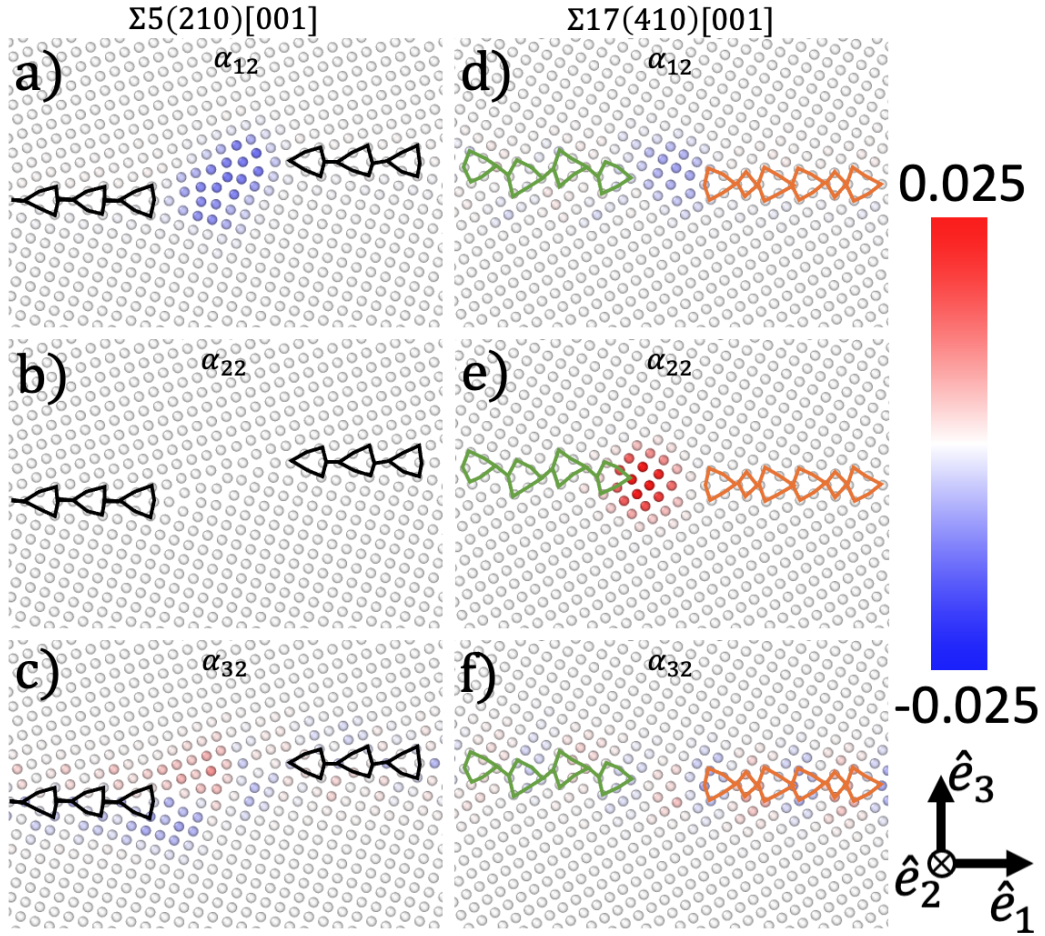 Σ5(210)[001] Σ17(410)[001]
a) α₁₂ d) α₁₂
0.025
b) α₂₂ e) α₂₂
c) α₃₂ f) α₃₂
-0.025
ê₃
ê₂ ê₁